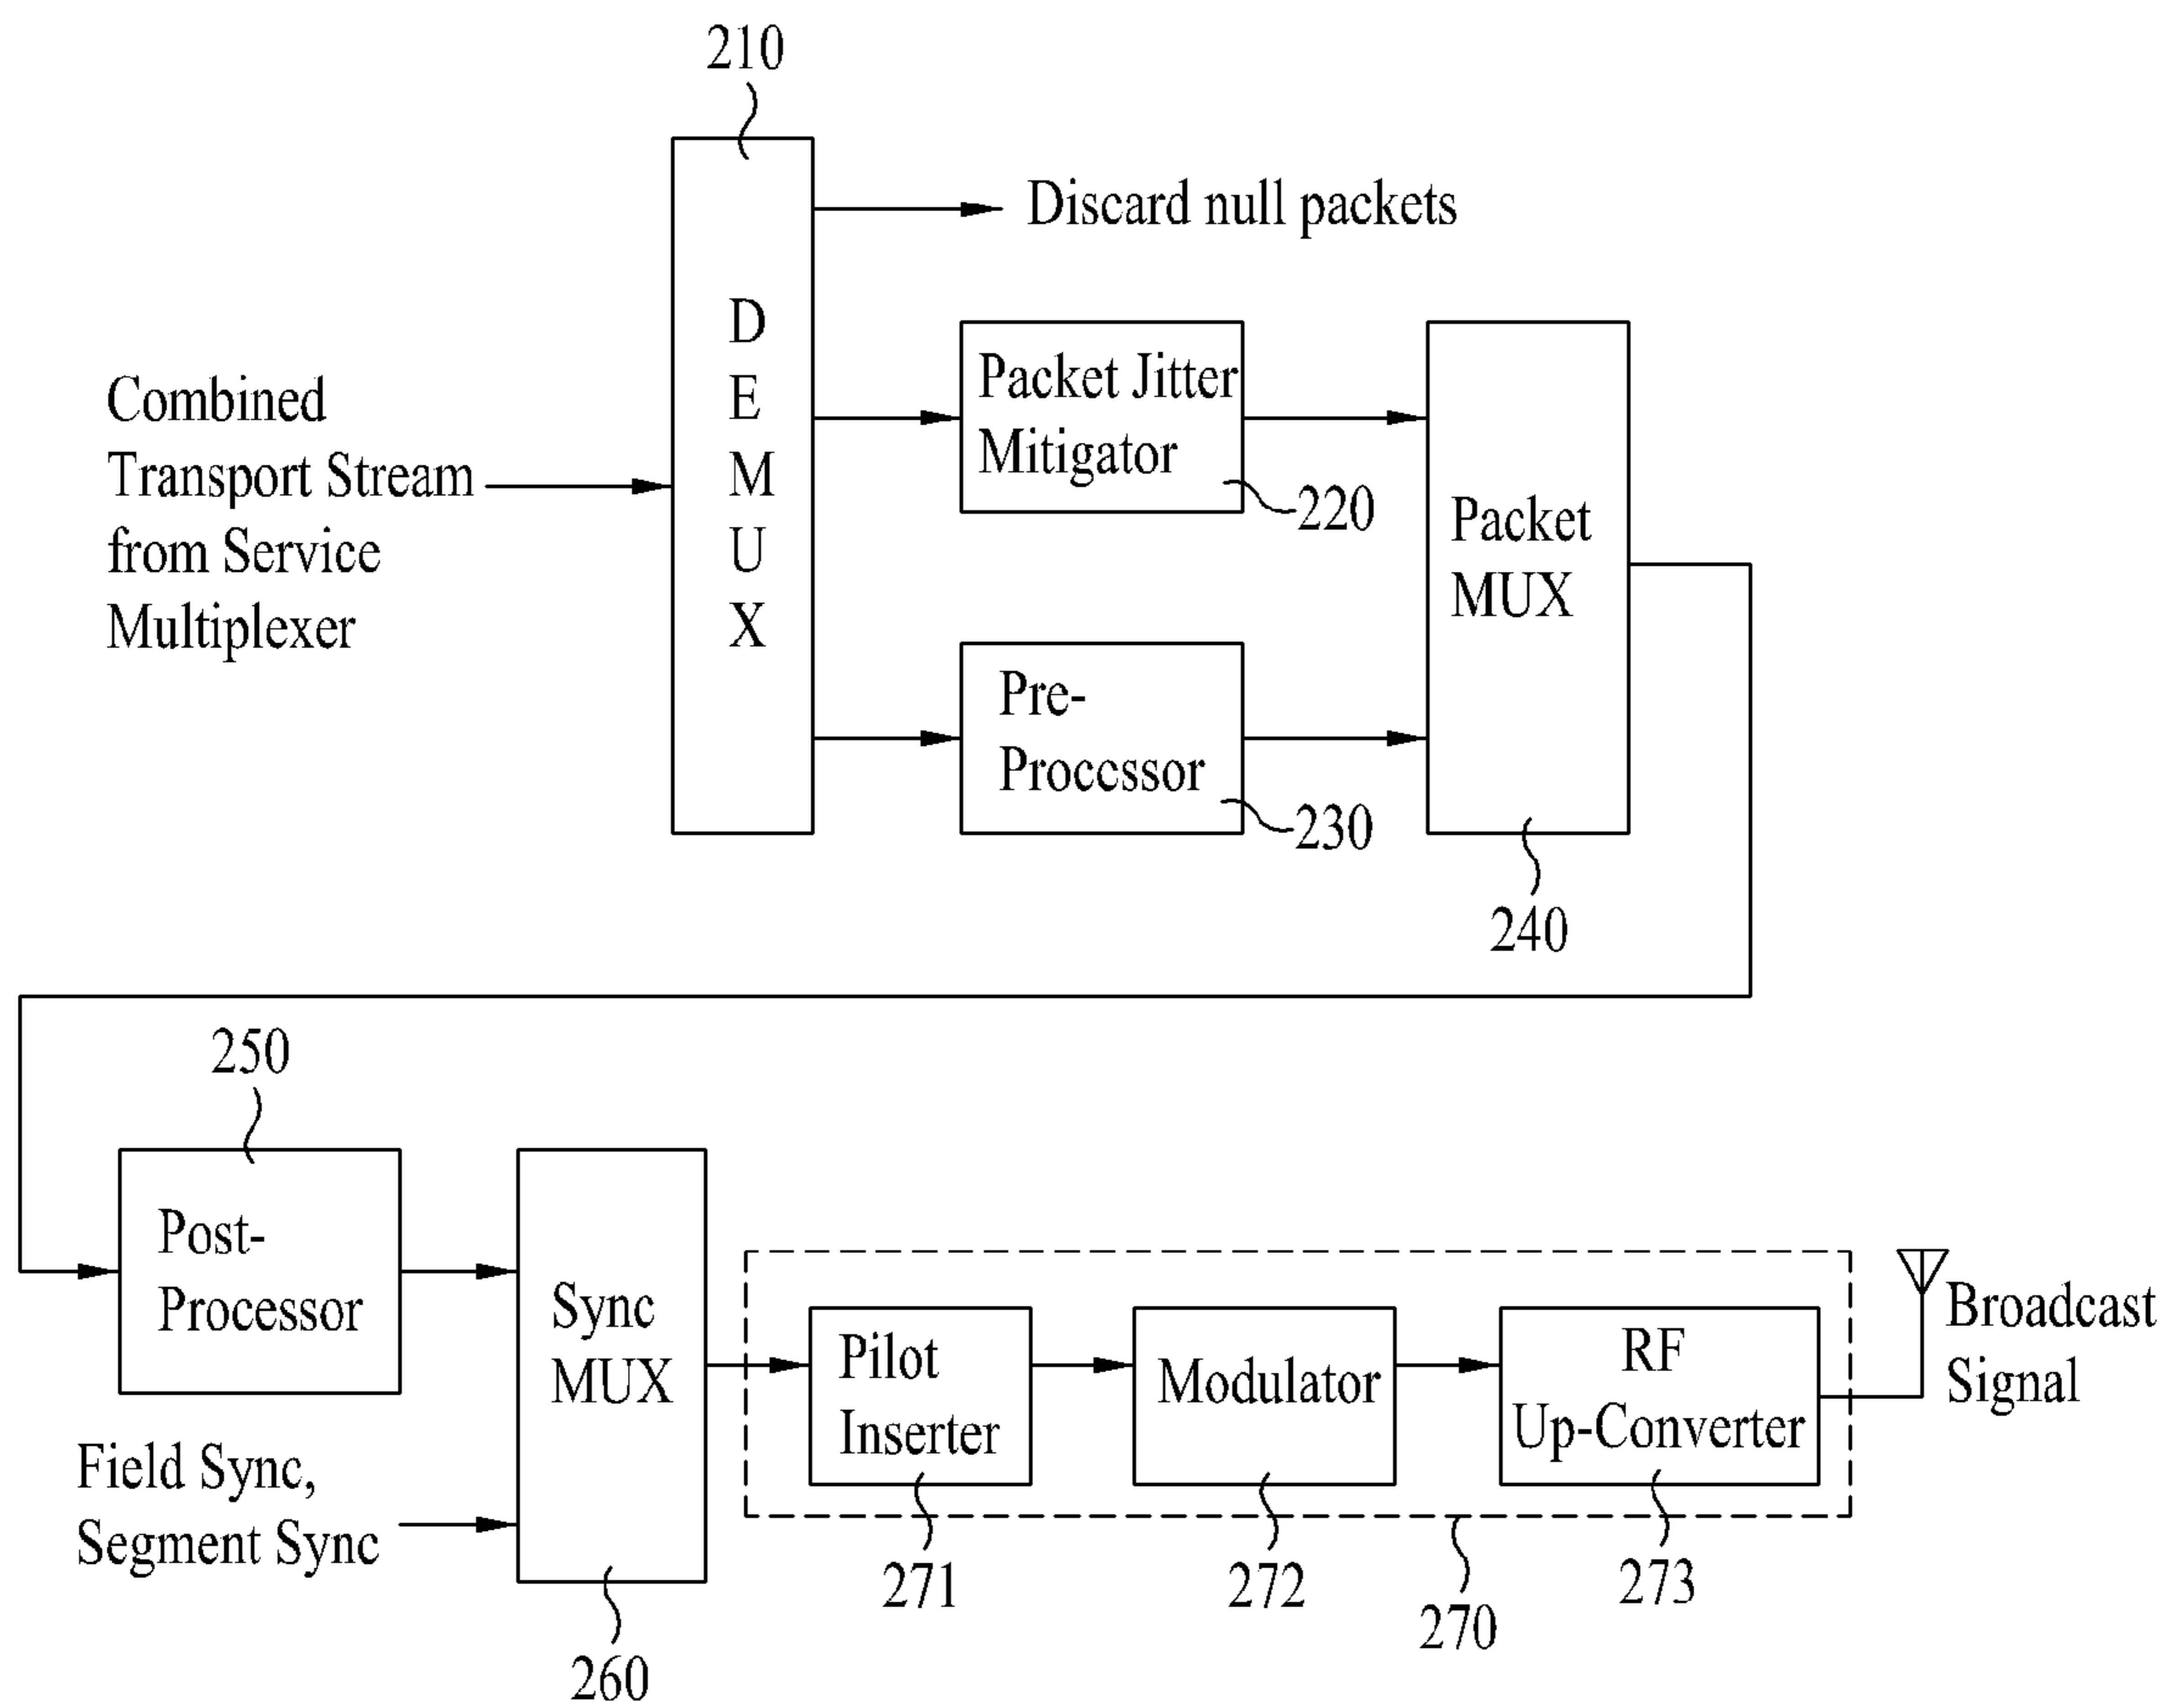 210
Discard null packets
D
E
M
U
X
Combined
Transport Stream
from Service
Multiplexer
Packet Jitter
Mitigator
220
Packet
MUX
Pre-
Processor
230
240
250
Post-
Processor
Sync
MUX
Field Sync,
Segment Sync
260
Pilot
Inserter
Modulator
RF
Up-Converter
Broadcast
Signal
271
272
273
270